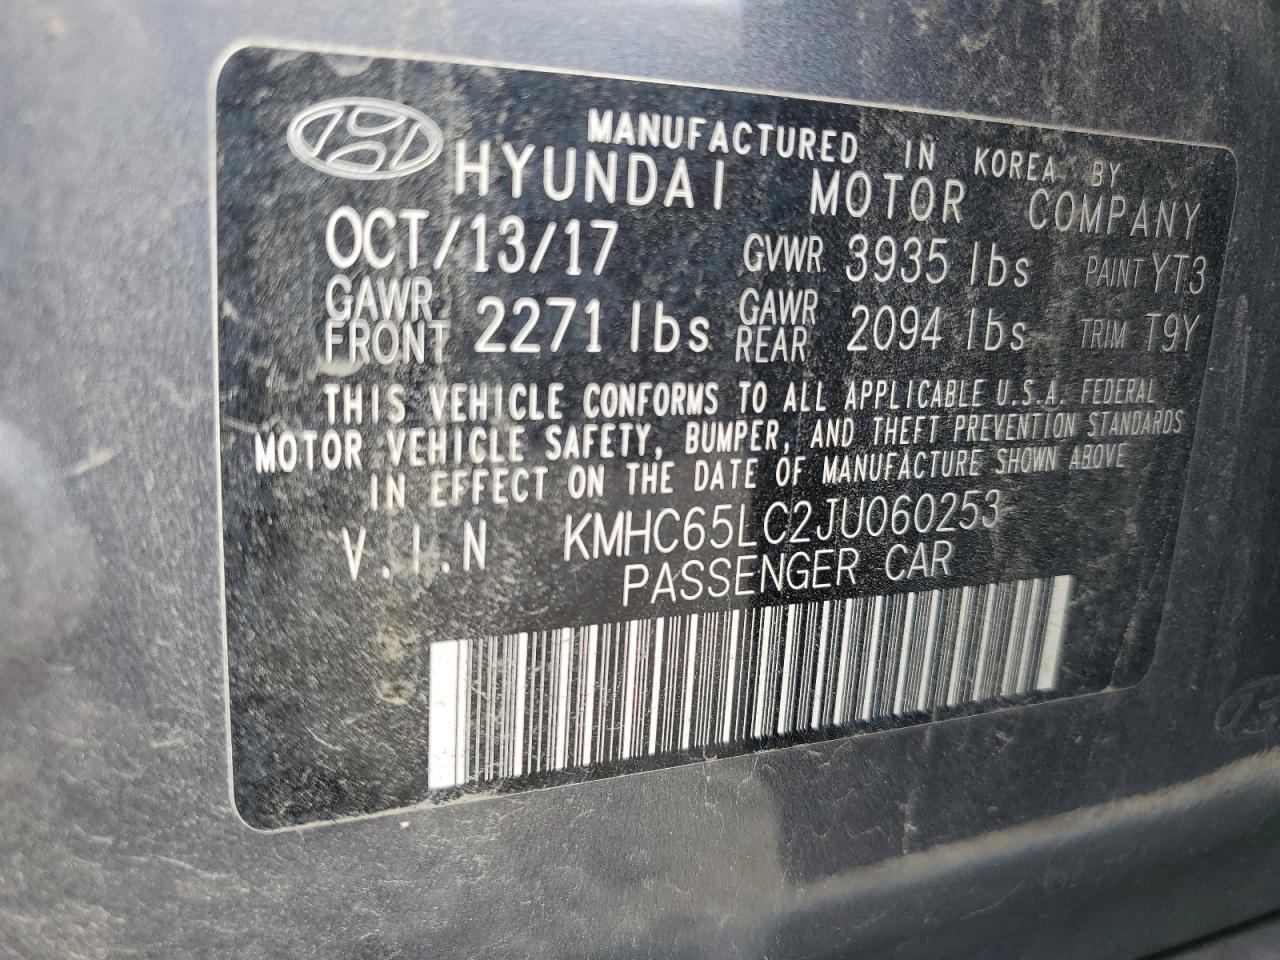 MANUFACTURED IN KOREA BY
HYUNDAI MOTOR COMPANY
OCT/13/17 GVWR 3935 lbs PAINT YT3
GAWR FRONT 2271 lbs GAWR REAR 2094 lbs TRIM T9Y
THIS VEHICLE CONFORMS TO ALL APPLICABLE U.S.A. FEDERAL
MOTOR VEHICLE SAFETY, BUMPER, AND THEFT PREVENTION STANDARDS
IN EFFECT ON THE DATE OF MANUFACTURE SHOWN ABOVE
V.I.N KMHC65LC2JU060253
PASSENGER CAR